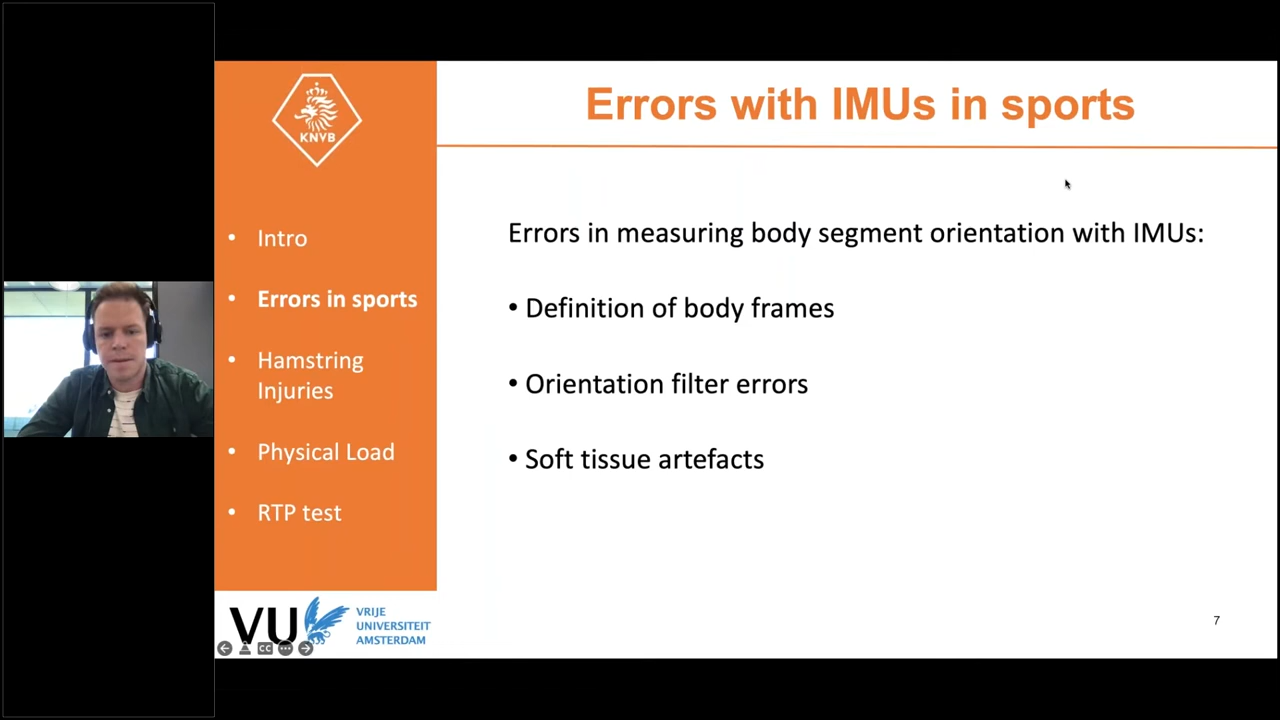 KNVB
Errors with IMUs in sports
• Intro
• Errors in sports
• Hamstring
Injuries
• Physical Load
• RTP test
Errors in measuring body segment orientation with IMUs:
• Definition of body frames
• Orientation filter errors
• Soft tissue artefacts
VU
VRIJE
UNIVERSITEIT
AMSTERDAM
CC
7